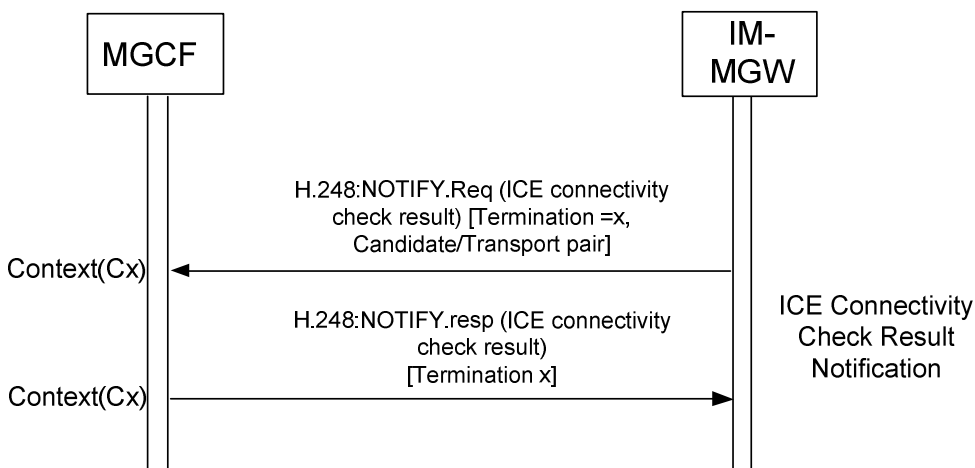 MGCF
IM-
MGW
H.248:NOTIFY.Req (ICE connectivity
check result) [Termination =x,
Candidate/Transport pair]
Context(Cx)
H.248:NOTIFY.resp (ICE connectivity
check result)
[Termination x]
Context(Cx)
ICE Connectivity
Check Result
Notification